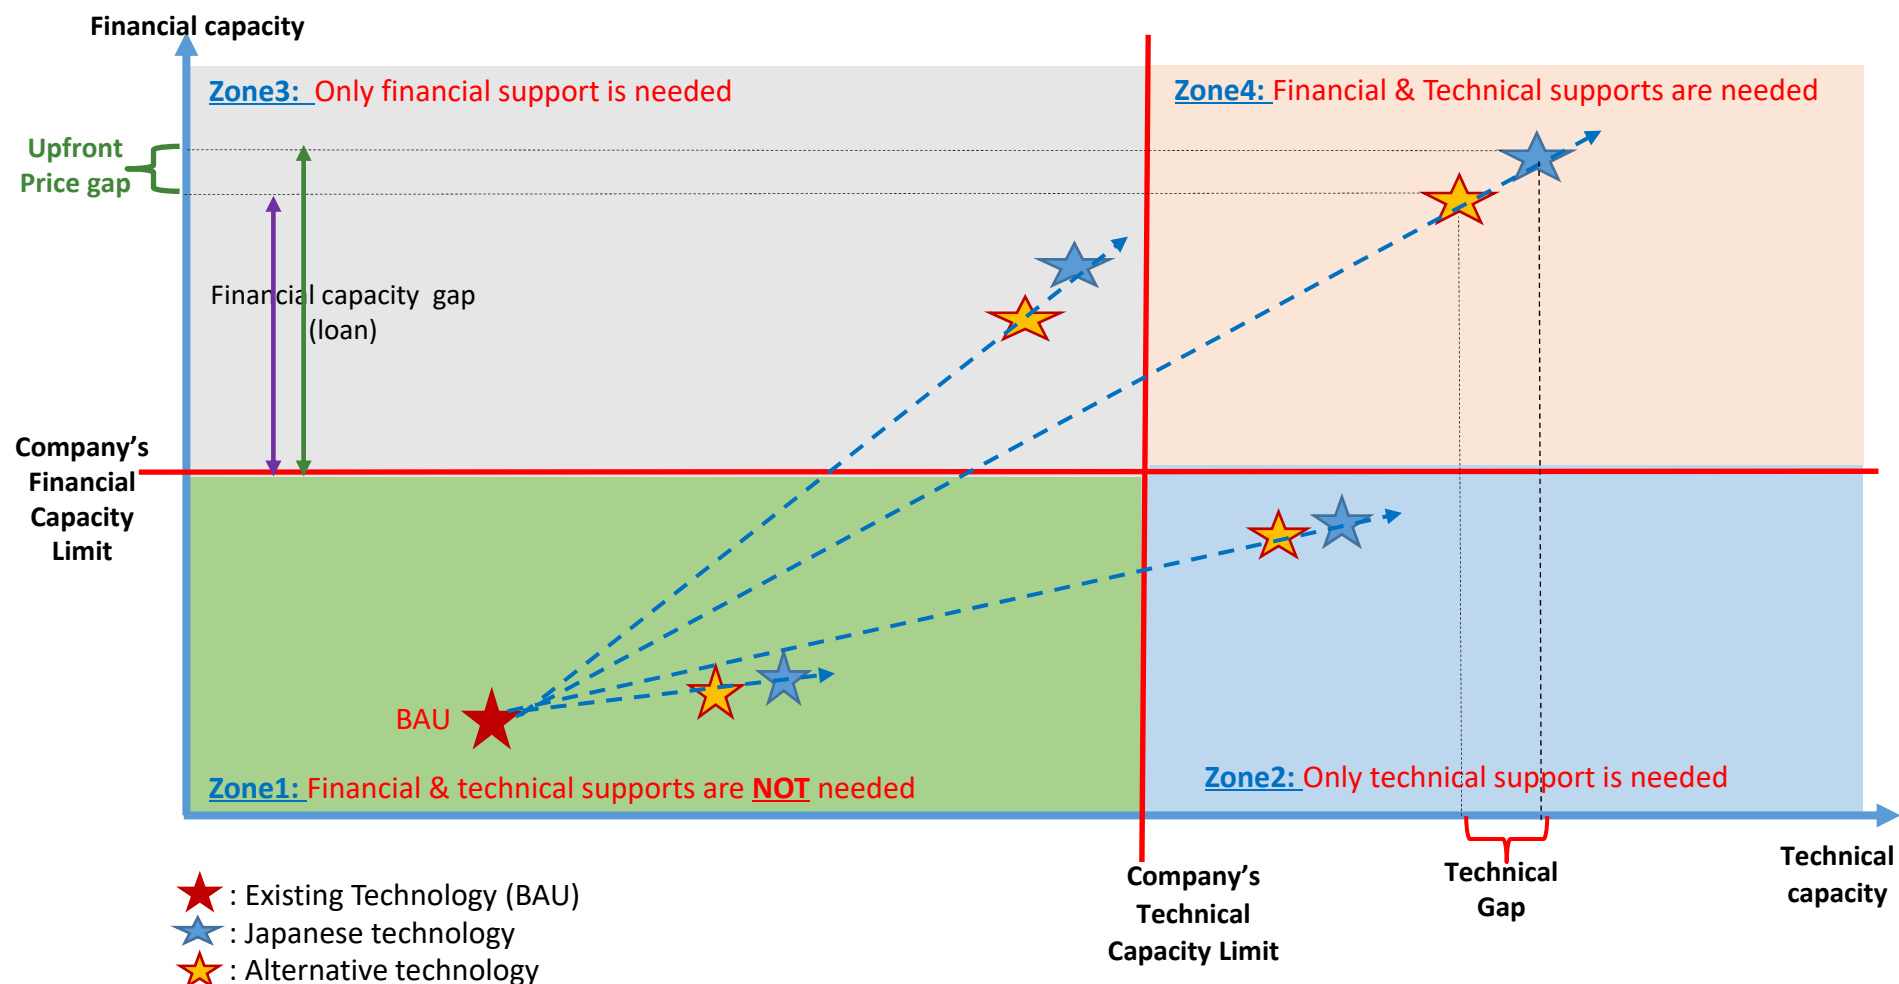 Financial capacity
Zone3:  Only financial support is needed
Zone4: Financial & Technical supports are needed
Upfront
Price gap
Financial capacity  gap
(loan)
Company’s
Financial
Capacity
Limit
BAU
Zone1: Financial & technical supports are NOT needed
Zone2: Only technical support is needed
Technical
capacity
Company’s
Technical
Capacity Limit
Technical
Gap
: Existing Technology (BAU)
: Japanese technology
: Alternative technology